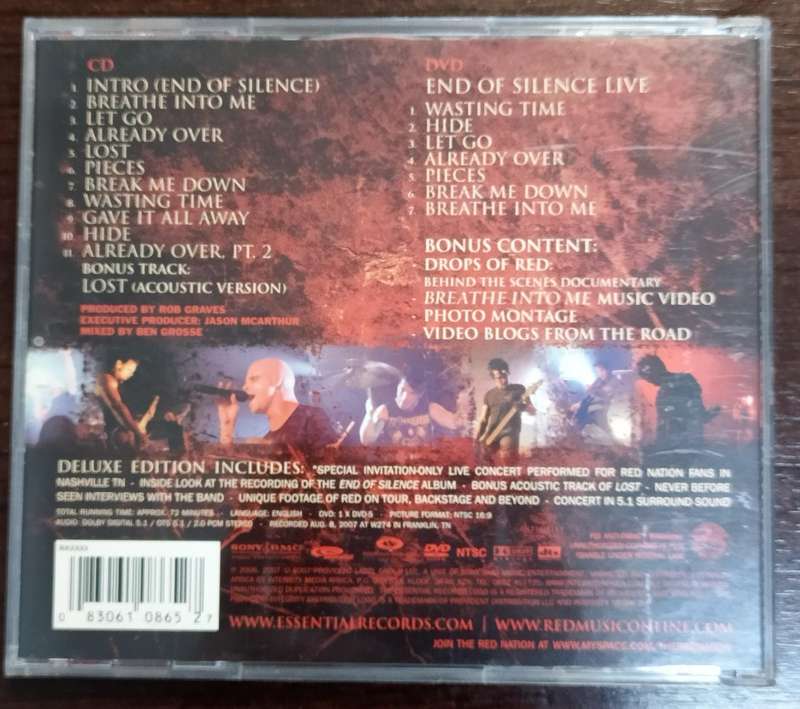 CD
1. INTRO (END OF SILENCE)
2. BREATHE INTO ME
3. LET GO
4. ALREADY OVER
5. LOST
6. PIECES
7. BREAK ME DOWN
8. WASTING TIME
9. GAVE IT ALL AWAY
10. HIDE
11. ALREADY OVER, PT. 2
BONUS TRACK:
LOST (ACOUSTIC VERSION)
PRODUCED BY ROB GRAVES
EXECUTIVE PRODUCER: JASON MCARTHUR
MIXED BY BEN GROSSE
DVD
END OF SILENCE LIVE
1. WASTING TIME
2. HIDE
3. LET GO
4. ALREADY OVER
5. PIECES
6. BREAK ME DOWN
7. BREATHE INTO ME
BONUS CONTENT:
- DROPS OF RED:
BEHIND THE SCENES DOCUMENTARY
- BREATHE INTO ME MUSIC VIDEO
- PHOTO MONTAGE
- VIDEO BLOGS FROM THE ROAD
DELUXE EDITION INCLUDES: *SPECIAL INVITATION-ONLY LIVE CONCERT PERFORMED FOR RED NATION FANS IN
NASHVILLE TN - INSIDE LOOK AT THE RECORDING OF THE END OF SILENCE ALBUM - BONUS ACOUSTIC TRACK OF LOST - NEVER BEFORE
SEEN INTERVIEWS WITH THE BAND - UNIQUE FOOTAGE OF RED ON TOUR, BACKSTAGE AND BEYOND - CONCERT IN 5.1 SURROUND SOUND
TOTAL RUNNING TIME: APPROX. 72 MINUTES - LANGUAGE: ENGLISH - DVD: 1 X DVD-5 - PICTURE FORMAT: NTSC 16:9
AUDIO: DOLBY DIGITAL 5.1 / DTS 5.1 / 2.0 PCM STEREO - RECORDED AUG. 8, 2007 AT W274 IN FRANKLIN, TN
SONY BMG
DVD NTSC dts
0 83061 0865 2 7
WWW.ESSENTIALRECORDS.COM | WWW.REDMUSICONLINE.COM
JOIN THE RED NATION AT WWW.MYSPACE.COM/